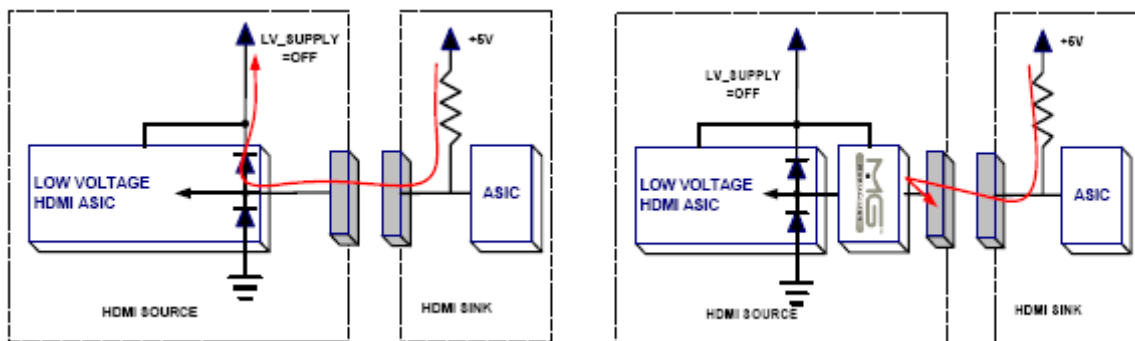 LV_SUPPLY
=OFF
+5V
LOW VOLTAGE
HDMI ASIC
ASIC
HDMI SOURCE
HDMI SINK
LV_SUPPLY
=OFF
+5V
LOW VOLTAGE
HDMI ASIC
MG
ASIC
HDMI SOURCE
HDMI SINK